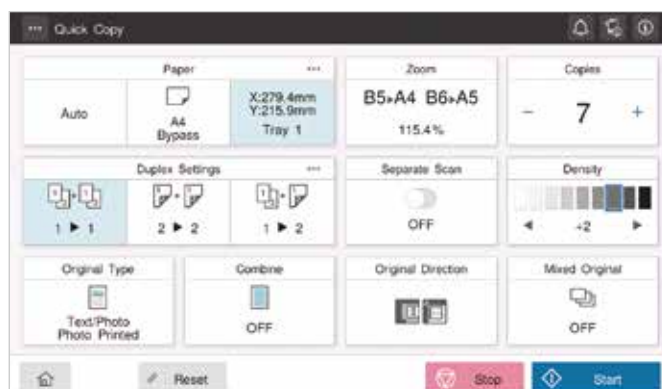 Quick Copy
Paper
Auto
A4
Bypass
X:279.4mm
Y:215.9mm
Tray 1
Zoom
B5▸A4 B6▸A5
115.4%
Copies
- 7 +
Duplex Settings
1 ▶ 1
2 ▶ 2
1 ▶ 2
Separate Scan
OFF
Density
+2
Original Type
Text/Photo
Photo Printed
Combine
OFF
Original Direction
Mixed Original
OFF
Reset
Stop
Start